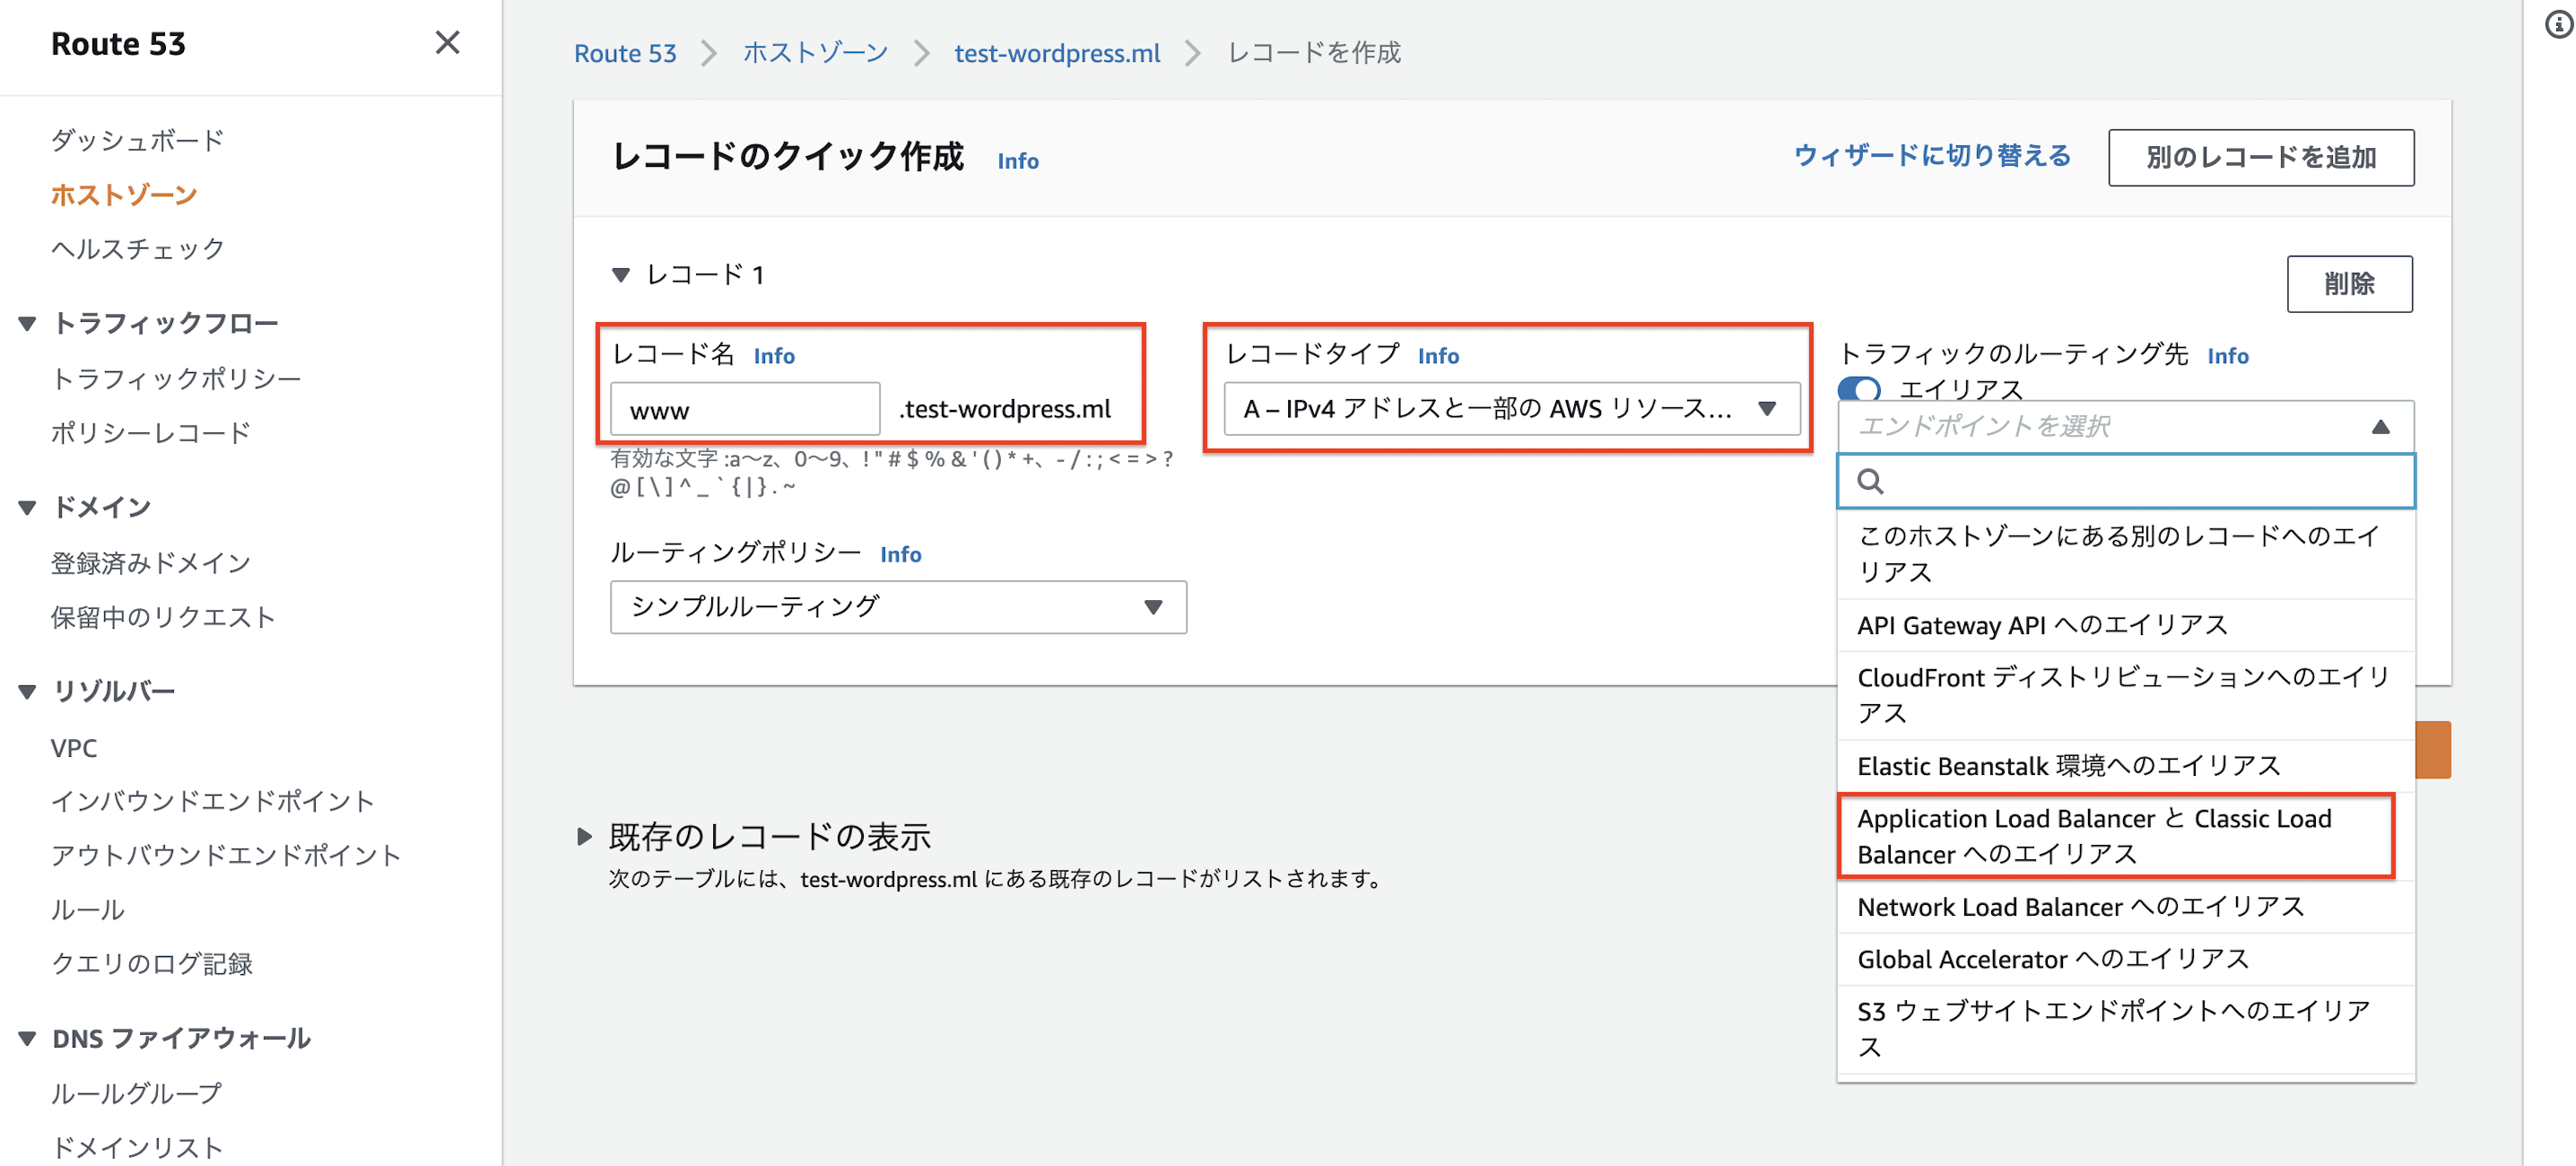 Route 53
ダッシュボード
ホストゾーン
ヘルスチェック
トラフィックフロー
トラフィックポリシー
ポリシーレコード
ドメイン
登録済みドメイン
保留中のリクエスト
リゾルバー
VPC
インバウンドエンドポイント
アウトバウンドエンドポイント
ルール
クエリのログ記録
DNS ファイアウォール
ルールグループ
ドメインリスト
Route 53 ホストゾーン test-wordpress.ml レコードを作成
レコードのクイック作成 Info
ウィザードに切り替える
別のレコードを追加
レコード 1
削除
レコード名 Info
www .test-wordpress.ml
有効な文字 :a〜z、0〜9、! " # $ % & ' ( ) * +、- / : ; < = > ?
@ [ \ ] ^ _ ` { | } . ~
レコードタイプ Info
A – IPv4 アドレスと一部の AWS リソース...
ルーティングポリシー Info
シンプルルーティング
トラフィックのルーティング先 Info
エイリアス
エンドポイントを選択
このホストゾーンにある別のレコードへのエイ
リアス
API Gateway API へのエイリアス
CloudFront ディストリビューションへのエイリ
アス
Elastic Beanstalk 環境へのエイリアス
Application Load Balancer と Classic Load
Balancer へのエイリアス
Network Load Balancer へのエイリアス
Global Accelerator へのエイリアス
S3 ウェブサイトエンドポイントへのエイリア
ス
既存のレコードの表示
次のテーブルには、test-wordpress.ml にある既存のレコードがリストされます。